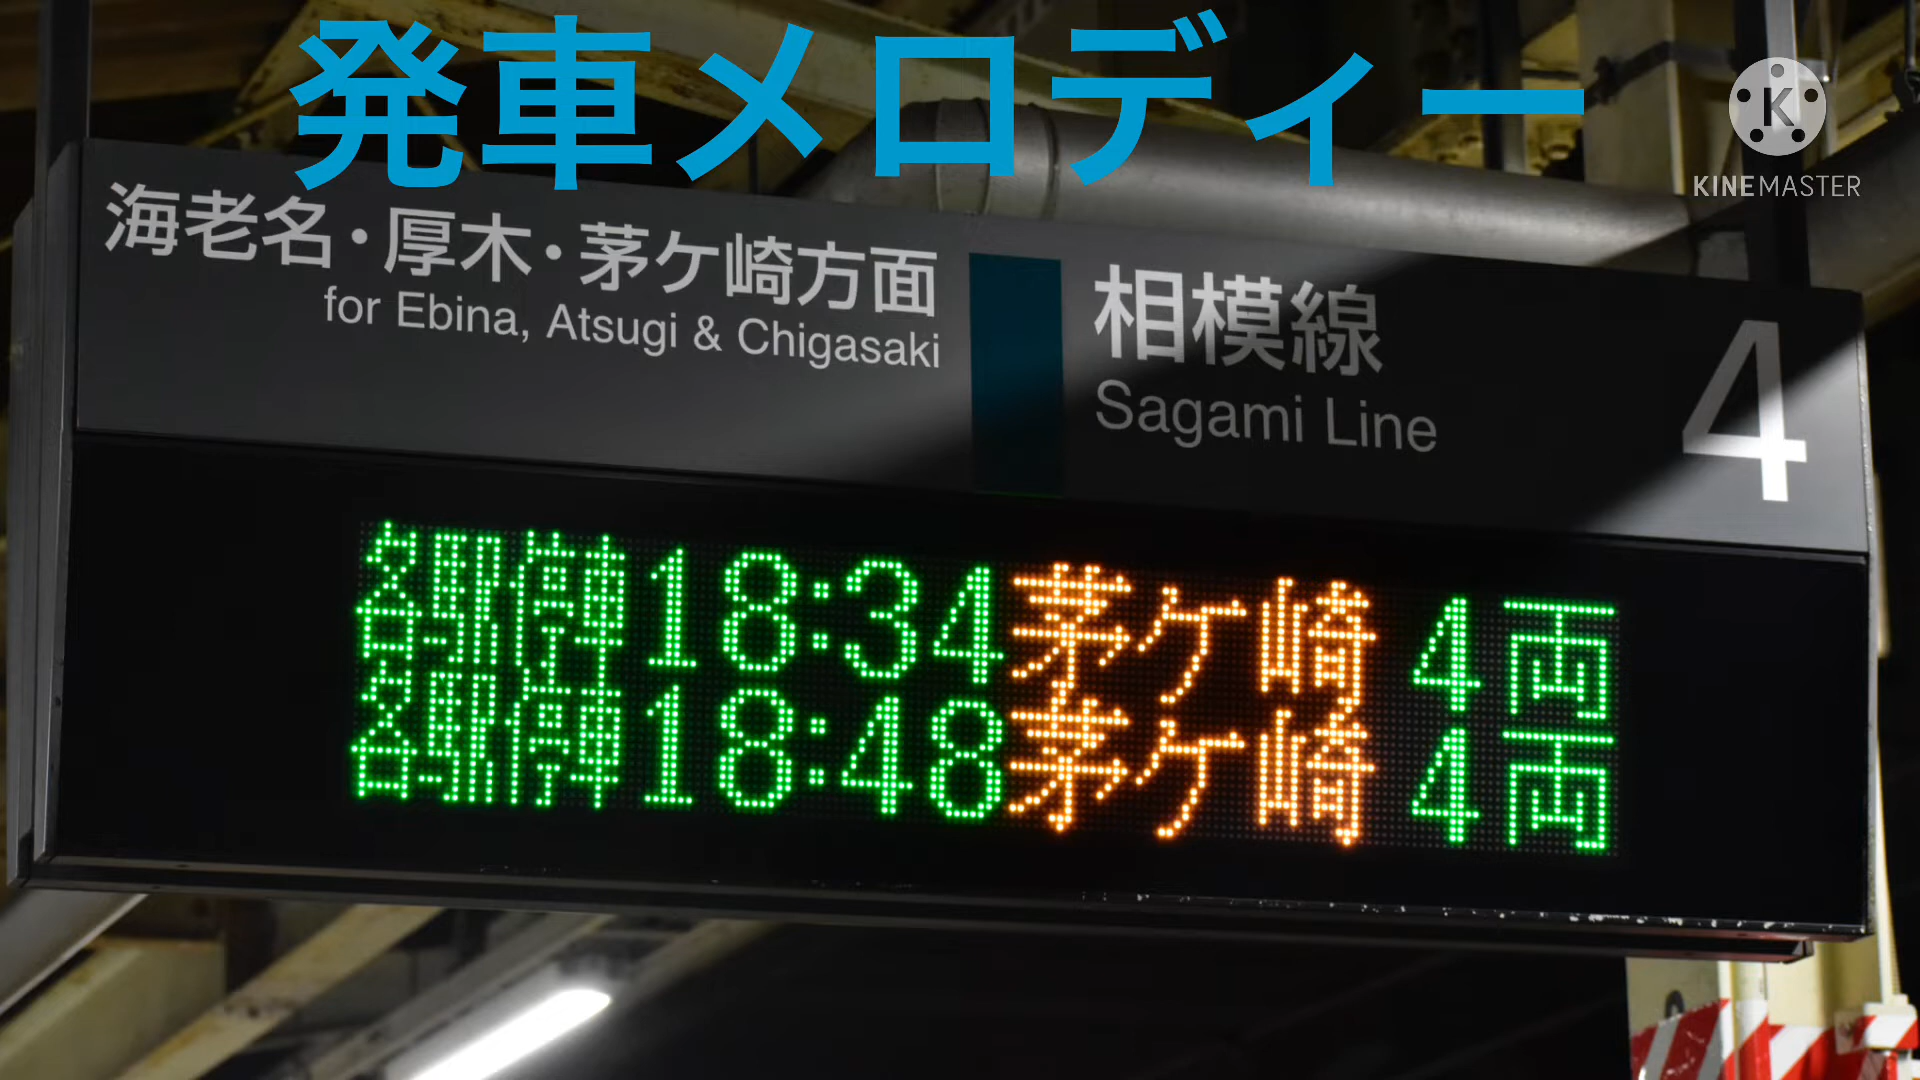 発車メロディー
KINEMASTER
海老名・厚木・茅ケ崎方面
for Ebina, Atsugi & Chigasaki
相模線
Sagami Line
4
各駅停車 18:34 茅ケ崎 4両
各駅停車 18:48 茅ケ崎 4両